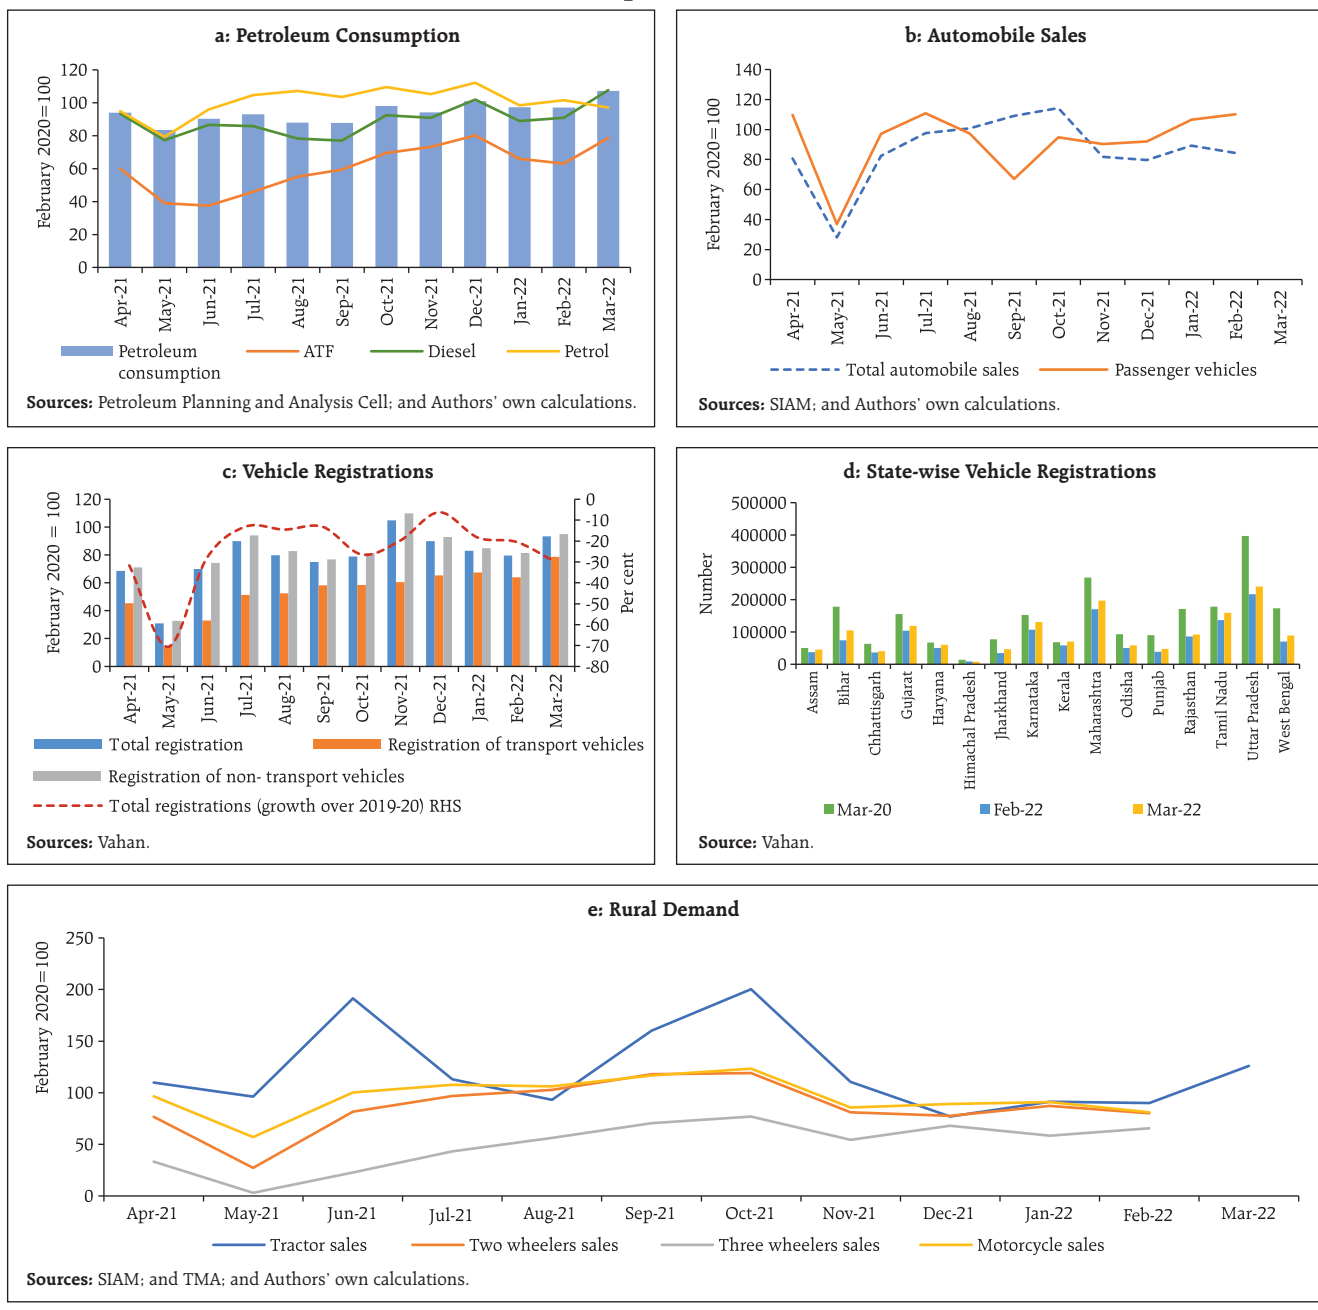 a: Petroleum Consumption
February 2020=100
120
100
80
60
40
20
0
Apr-21
May-21
Jun-21
Jul-21
Aug-21
Sep-21
Oct-21
Nov-21
Dec-21
Jan-22
Feb-22
Mar-22
Petroleum consumption
ATF
Diesel
Petrol
Sources: Petroleum Planning and Analysis Cell; and Authors' own calculations.
b: Automobile Sales
February 2020=100
140
120
100
80
60
40
20
0
Apr-21
May-21
Jun-21
Jul-21
Aug-21
Sep-21
Oct-21
Nov-21
Dec-21
Jan-22
Feb-22
Mar-22
Total automobile sales
Passenger vehicles
Sources: SIAM; and Authors' own calculations.
c: Vehicle Registrations
February 2020 = 100
120
100
80
60
40
20
0
0
-10
-20
-30
-40
-50
-60
-70
-80
Per cent
Apr-21
May-21
Jun-21
Jul-21
Aug-21
Sep-21
Oct-21
Nov-21
Dec-21
Jan-22
Feb-22
Mar-22
Total registration
Registration of transport vehicles
Registration of non- transport vehicles
Total registrations (growth over 2019-20) RHS
Sources: Vahan.
d: State-wise Vehicle Registrations
Number
500000
400000
300000
200000
100000
0
Assam
Bihar
Chhattisgarh
Gujarat
Haryana
Himachal Pradesh
Jharkhand
Karnataka
Kerala
Maharashtra
Odisha
Punjab
Rajasthan
Tamil Nadu
Uttar Pradesh
West Bengal
Mar-20
Feb-22
Mar-22
Source: Vahan.
e: Rural Demand
February 2020=100
250
200
150
100
50
0
Apr-21
May-21
Jun-21
Jul-21
Aug-21
Sep-21
Oct-21
Nov-21
Dec-21
Jan-22
Feb-22
Mar-22
Tractor sales
Two wheelers sales
Three wheelers sales
Motorcycle sales
Sources: SIAM; and TMA; and Authors' own calculations.